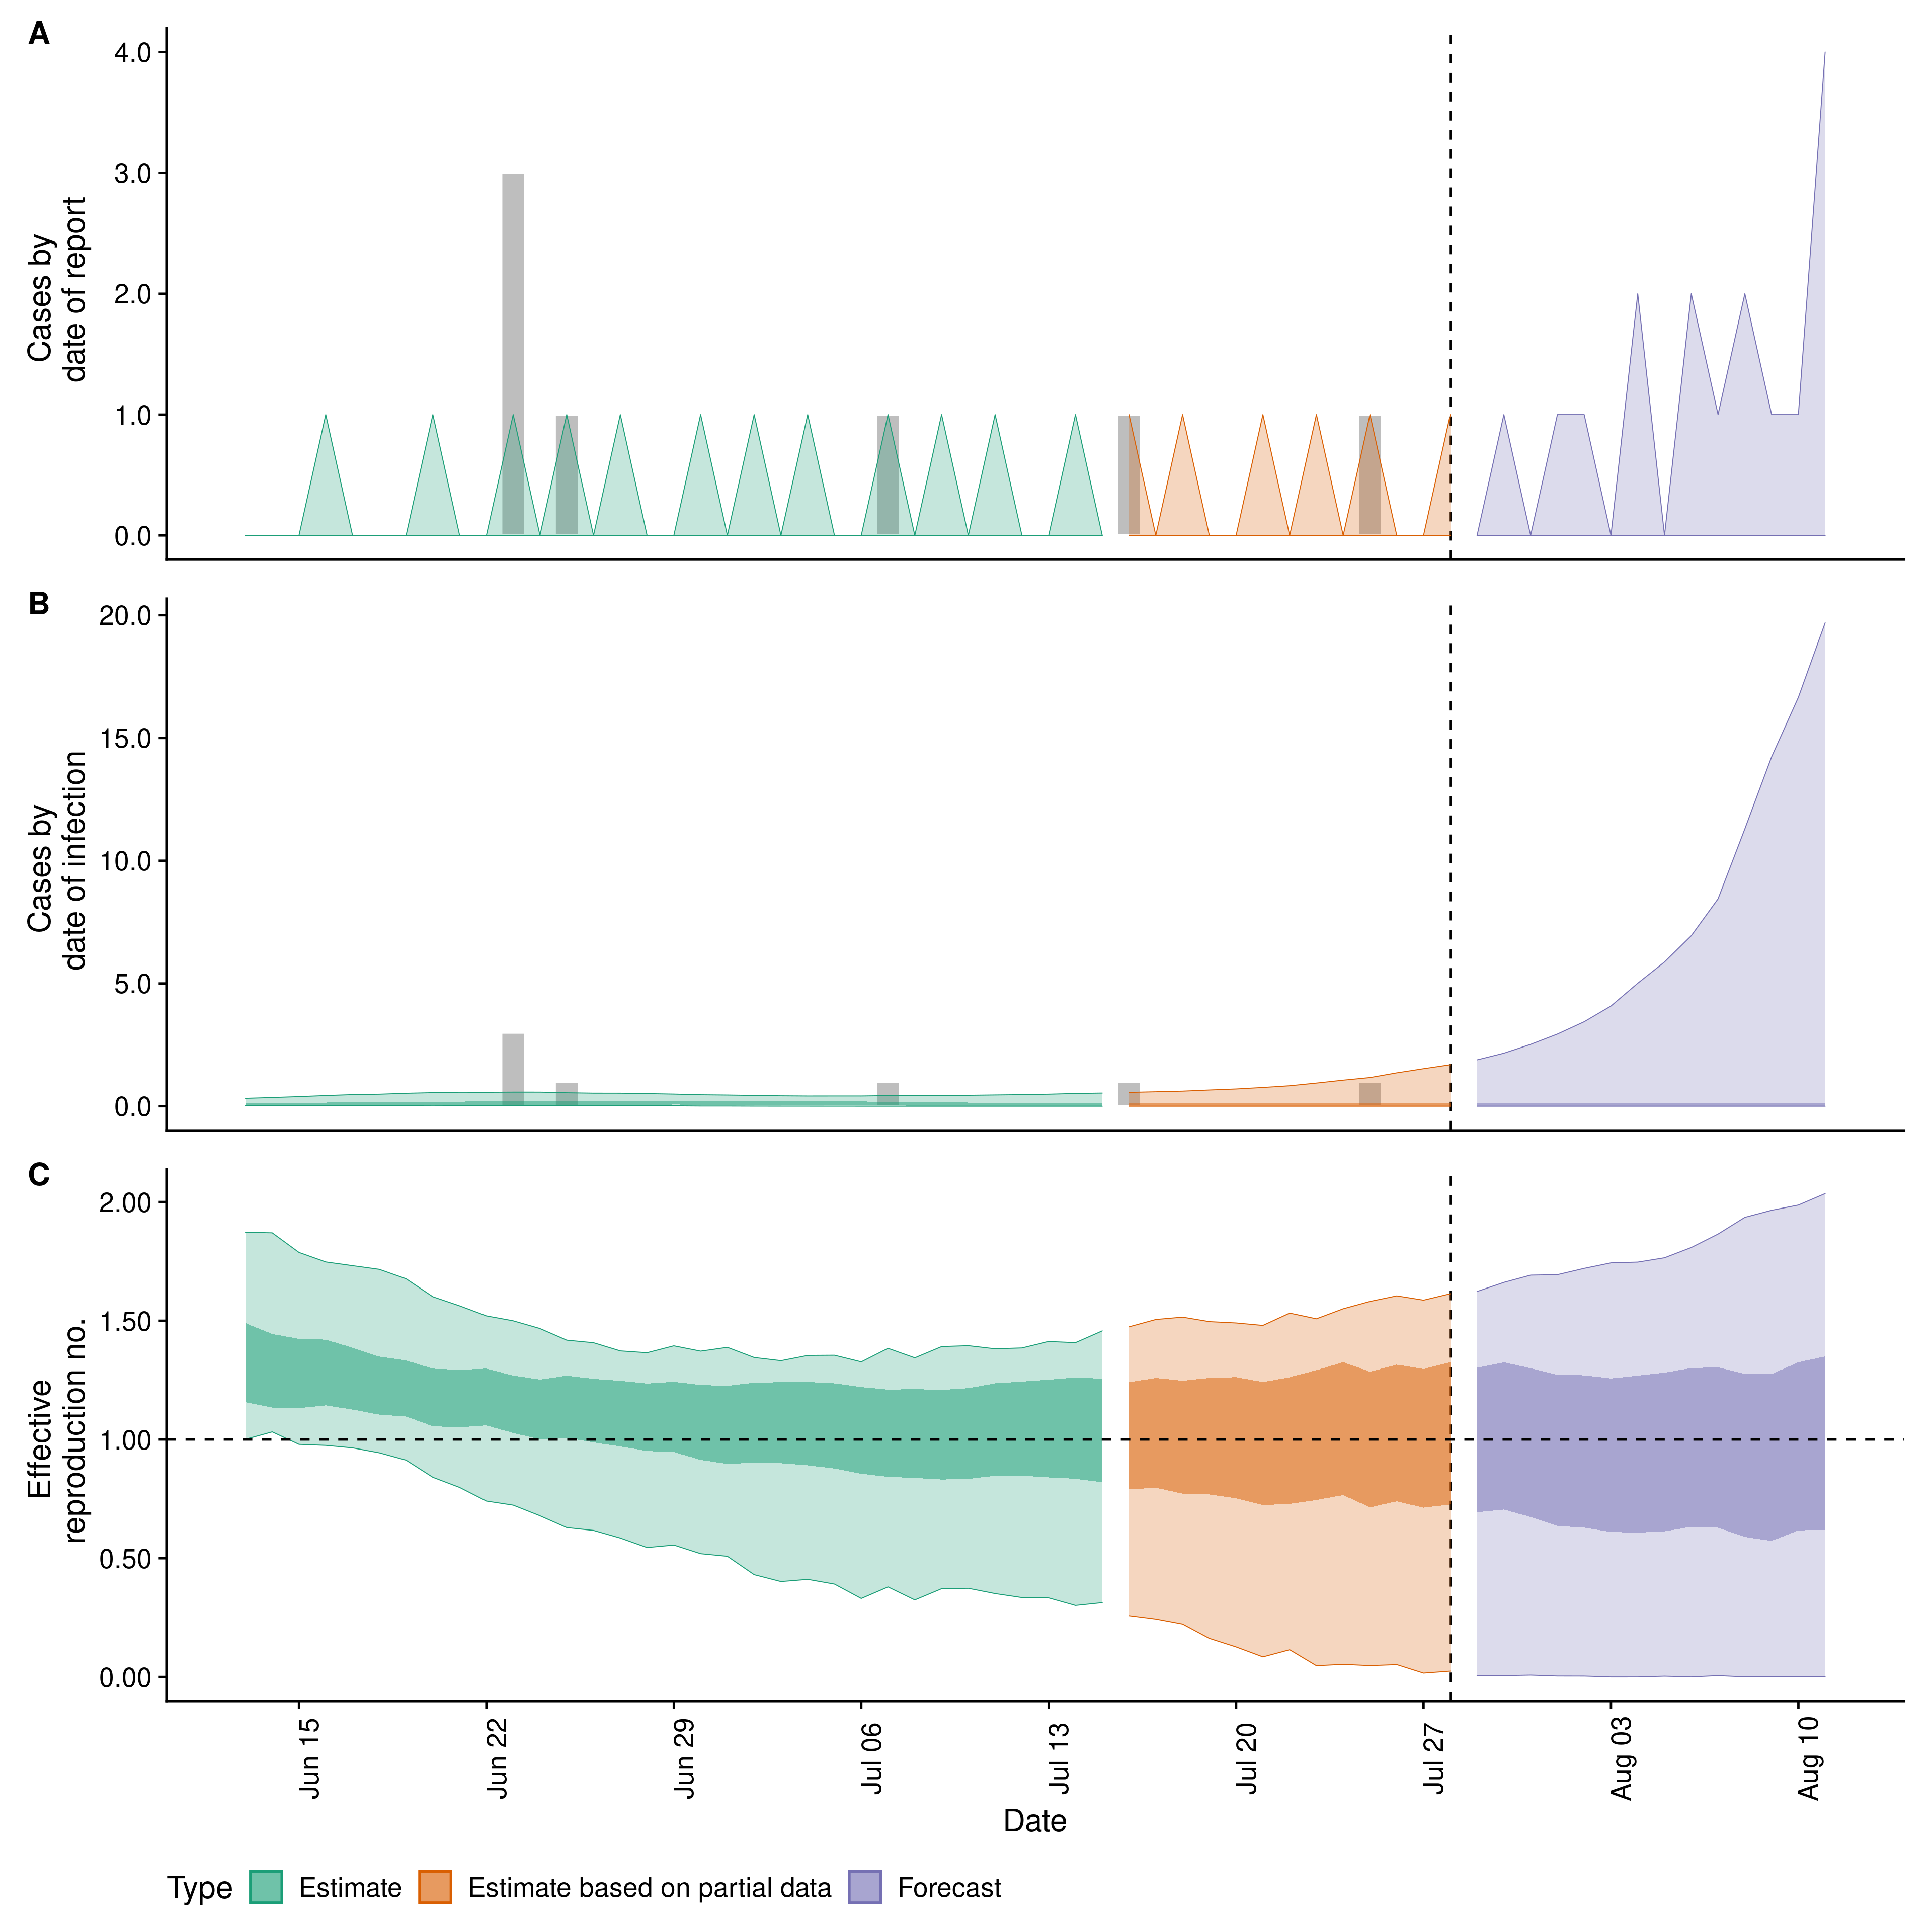 A
Cases by
date of report
4.0
3.0
2.0
1.0
0.0
B
Cases by
date of infection
20.0
15.0
10.0
5.0
0.0
C
Effective
reproduction no.
2.00
1.50
1.00
0.50
0.00
Jun 15
Jun 22
Jun 29
Jul 06
Jul 13
Jul 20
Jul 27
Aug 03
Aug 10
Date
Type Estimate Estimate based on partial data Forecast